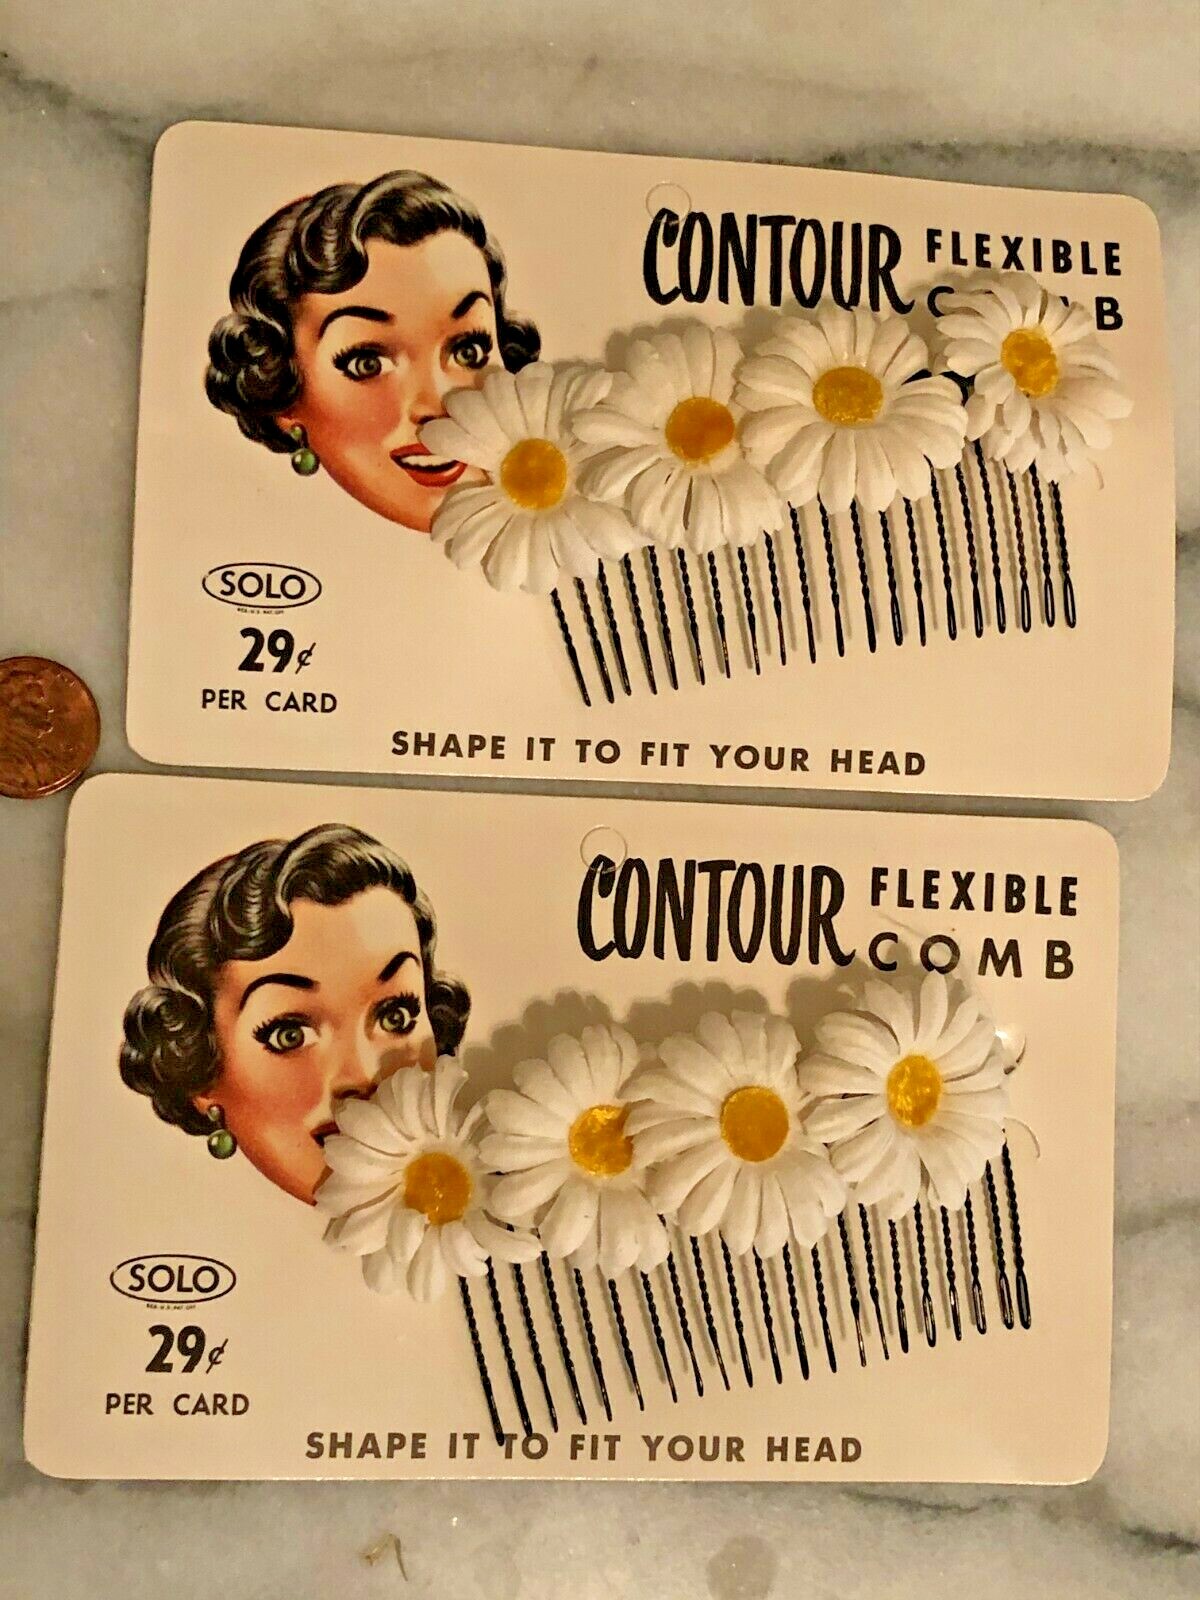 CONTOUR FLEXIBLE
SOLO
29¢
PER CARD
SHAPE IT TO FIT YOUR HEAD
CONTOUR FLEXIBLE
COMB
SOLO
29¢
PER CARD
SHAPE IT TO FIT YOUR HEAD